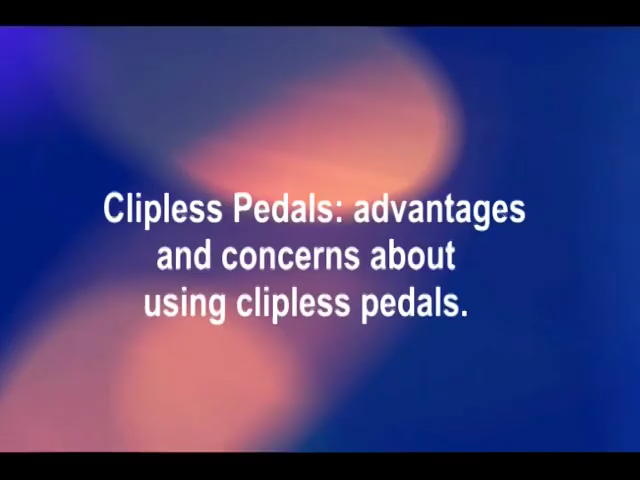 Clipless Pedals: advantages
and concerns about
using clipless pedals.